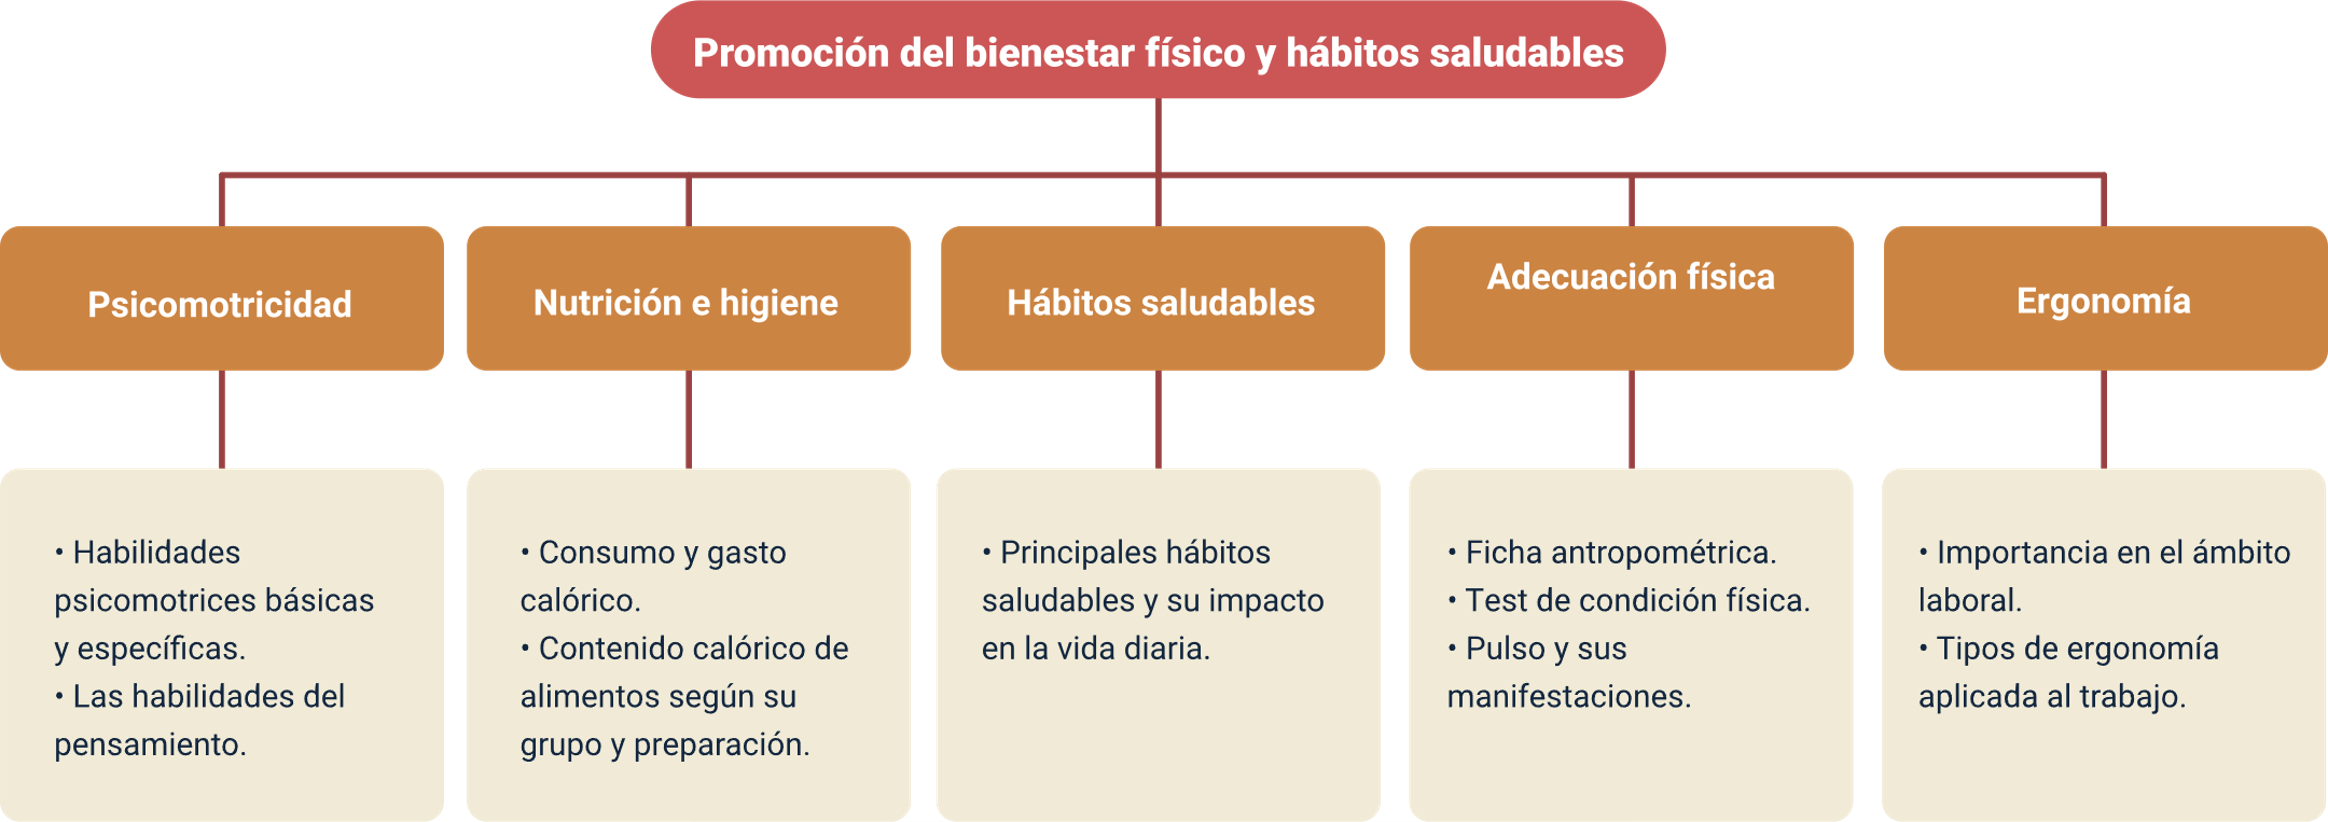 Promoción del bienestar físico y hábitos saludables
Psicomotricidad
Nutrición e higiene
Hábitos saludables
Adecuación física
Ergonomía
• Habilidades
psicomotrices básicas
y específicas.
• Las habilidades del
pensamiento.
• Consumo y gasto
calórico.
• Contenido calórico de
alimentos según su
grupo y preparación.
• Principales hábitos
saludables y su impacto
en la vida diaria.
• Ficha antropométrica.
• Test de condición física.
• Pulso y sus
manifestaciones.
• Importancia en el ámbito
laboral.
• Tipos de ergonomía
aplicada al trabajo.